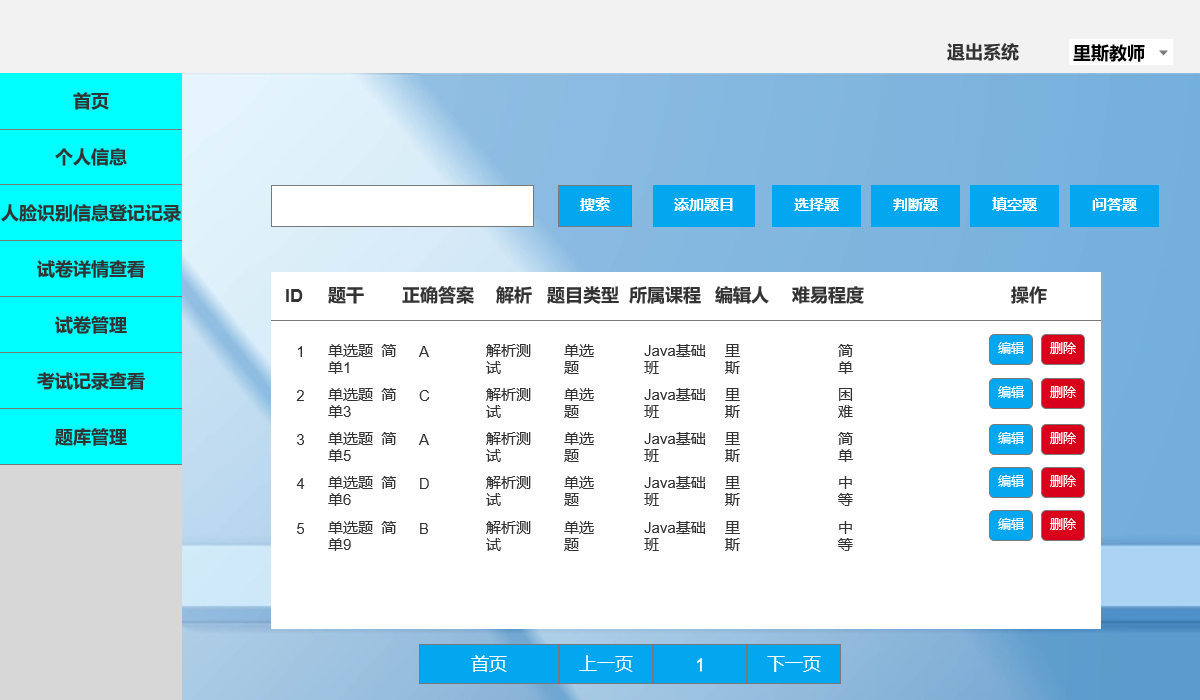 退出系统 里斯教师
首页
个人信息
人脸识别信息登记记录
试卷详情查看
试卷管理
考试记录查看
题库管理
搜索 添加题目 选择题 判断题 填空题 问答题
ID 题干 正确答案 解析 题目类型 所属课程 编辑人 难易程度 操作
1 单选题 简单1 A 解析测试 单选题 Java基础班 里斯 简单 编辑 删除
2 单选题 简单3 C 解析测试 单选题 Java基础班 里斯 困难 编辑 删除
3 单选题 简单5 A 解析测试 单选题 Java基础班 里斯 简单 编辑 删除
4 单选题 简单6 D 解析测试 单选题 Java基础班 里斯 中等 编辑 删除
5 单选题 简单9 B 解析测试 单选题 Java基础班 里斯 中等 编辑 删除
首页 上一页 1 下一页